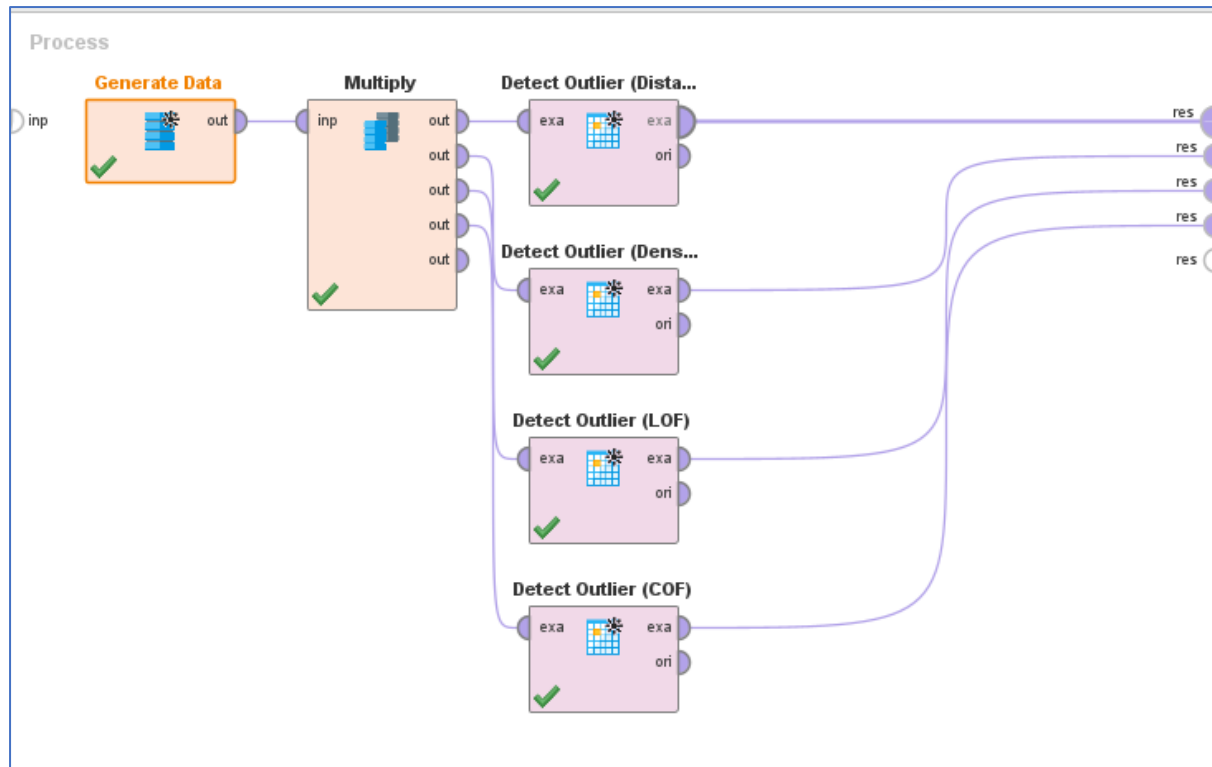 Process
Generate Data
inp
out
Multiply
inp
out
out
out
out
out
Detect Outlier (Dista...
exa
exa
ori
Detect Outlier (Dens...
exa
exa
ori
Detect Outlier (LOF)
exa
exa
ori
Detect Outlier (COF)
exa
exa
ori
res
res
res
res
res